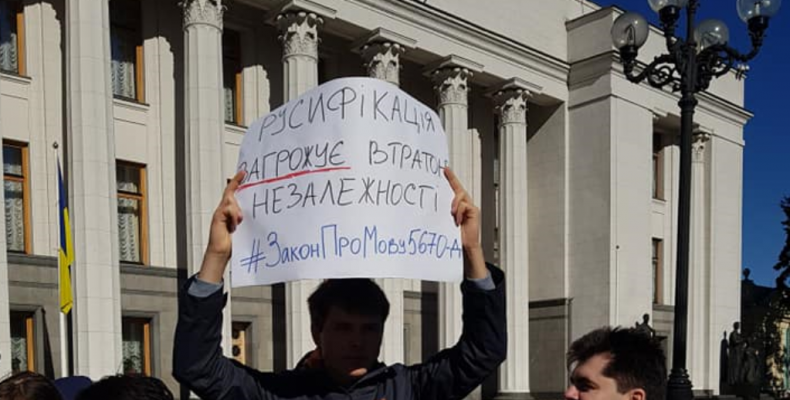 РУСИФІКАЦІЯ
ЗАГРОЖУЄ ВТРАТОЮ
НЕЗАЛЕЖНОСТІ
#ЗаконПроМову5670-д